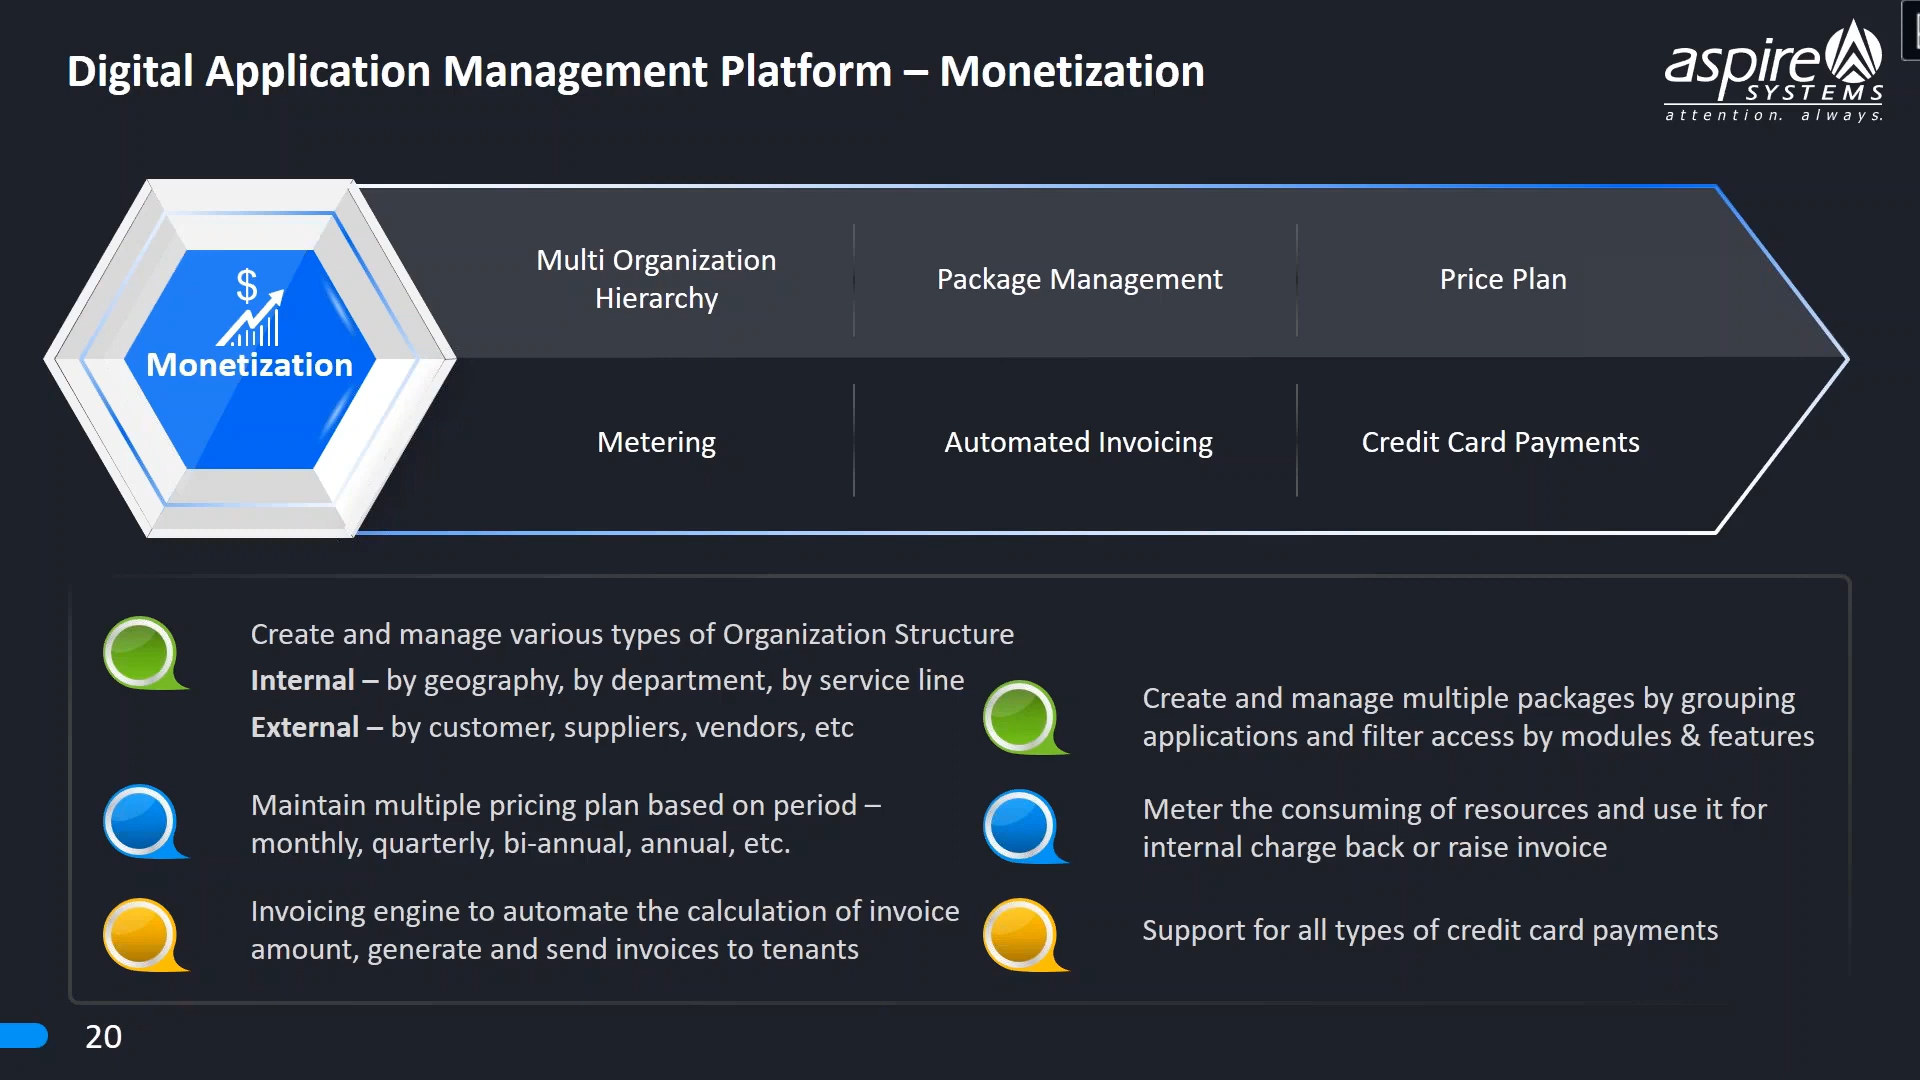 Digital Application Management Platform – Monetization
aspire
SYSTEMS
attention. always.
$
Monetization
Multi Organization
Hierarchy
Package Management
Price Plan
Metering
Automated Invoicing
Credit Card Payments
Create and manage various types of Organization Structure
Internal – by geography, by department, by service line
External – by customer, suppliers, vendors, etc
Create and manage multiple packages by grouping
applications and filter access by modules & features
Maintain multiple pricing plan based on period –
monthly, quarterly, bi-annual, annual, etc.
Meter the consuming of resources and use it for
internal charge back or raise invoice
Invoicing engine to automate the calculation of invoice
amount, generate and send invoices to tenants
Support for all types of credit card payments
20